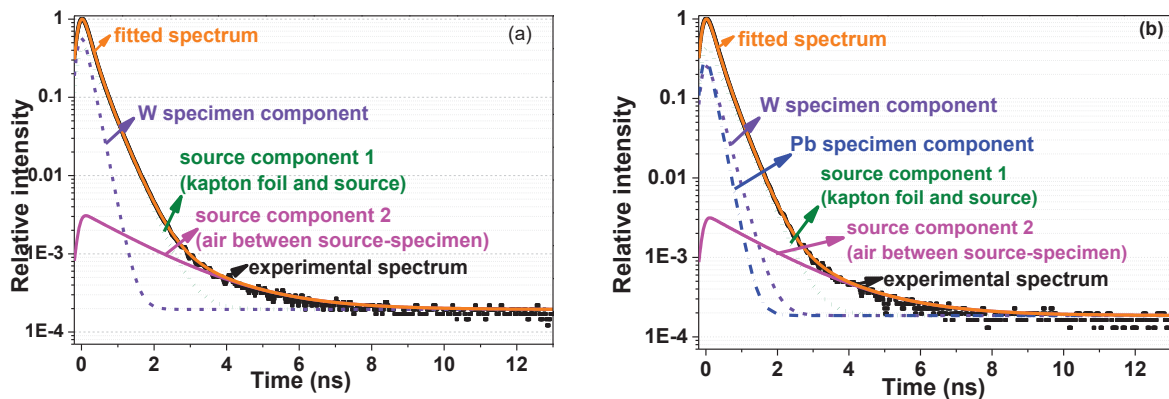 (a)
fitted spectrum
W specimen component
source component 1
(kapton foil and source)
source component 2
(air between source-specimen)
experimental spectrum
Relative intensity
1
0.1
0.01
1E-3
1E-4
0 2 4 6 8 10 12
Time (ns)
(b)
fitted spectrum
W specimen component
Pb specimen component
source component 1
(kapton foil and source)
source component 2
(air between source-specimen)
experimental spectrum
Relative intensity
1
0.1
0.01
1E-3
1E-4
0 2 4 6 8 10 12
Time (ns)